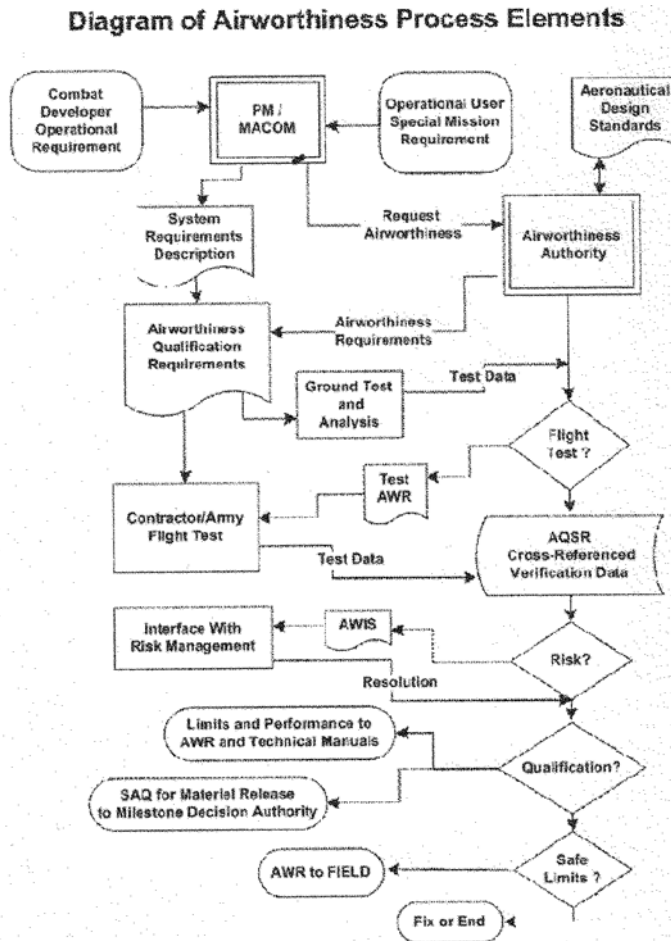 Diagram of Airworthiness Process Elements
Combat
Developer
Operational
Requirement
PM /
MACOM
Operational User
Special Mission
Requirement
Aeronautical
Design
Standards
System
Requirements
Description
Request
Airworthiness
Airworthiness
Authority
Airworthiness
Qualification
Requirements
Airworthiness
Requirements
Ground Test
and
Analysis
Test Data
Flight
Test ?
Test
AWR
Contractor/Army
Flight Test
Test Data
AQSR
Cross-Referenced
Verification Data
Interface With
Risk Management
AWIS
Risk?
Resolution
Limits and Performance to
AWR and Technical Manuals
Qualification?
SAQ for Materiel Release
to Milestone Decision Authority
AWR to FIELD
Safe
Limits ?
Fix or End